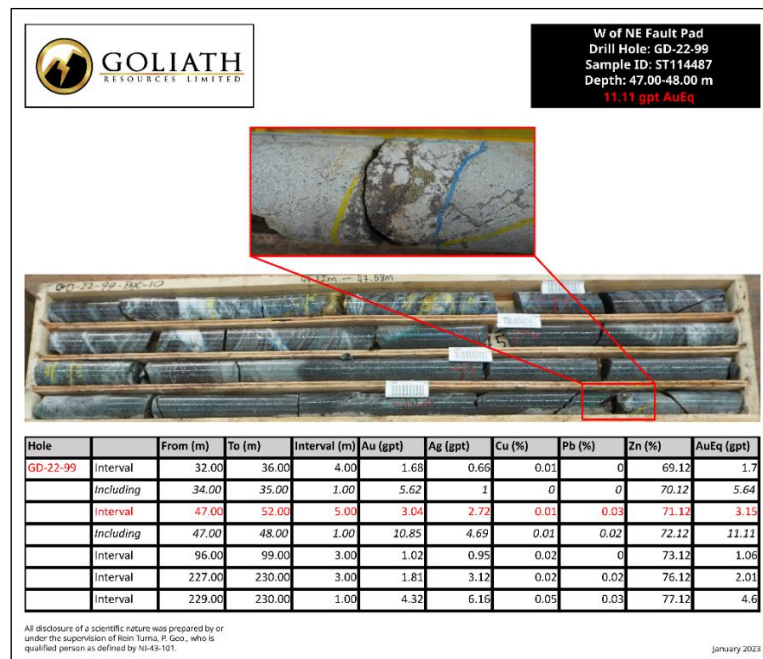 GOLIATH
RESOURCES LIMITED
W of NE Fault Pad
Drill Hole: GD-22-99
Sample ID: ST114487
Depth: 47.00-48.00 m
11.11 gpt AuEq
GD-22-99
Hole From (m) To (m) Interval (m) Au (gpt) Ag (gpt) Cu (%) Pb (%) Zn (%) AuEq (gpt)
GD-22-99 Interval 32.00 36.00 4.00 1.68 0.66 0.01 0 69.12 1.7
Including 34.00 35.00 1.00 5.62 1 0 0 70.12 5.64
Interval 47.00 52.00 5.00 3.04 2.72 0.01 0.03 71.12 3.15
Including 47.00 48.00 1.00 10.85 4.69 0.01 0.02 72.12 11.11
Interval 96.00 99.00 3.00 1.02 0.95 0.02 0 73.12 1.06
Interval 227.00 230.00 3.00 1.81 3.12 0.02 0.02 76.12 2.01
Interval 229.00 230.00 1.00 4.32 6.16 0.05 0.03 77.12 4.6
All disclosure of a scientific nature was prepared by or
under the supervision of Rein Turna, P. Geo., who is
qualified person as defined by NI-43-101.
January 2023